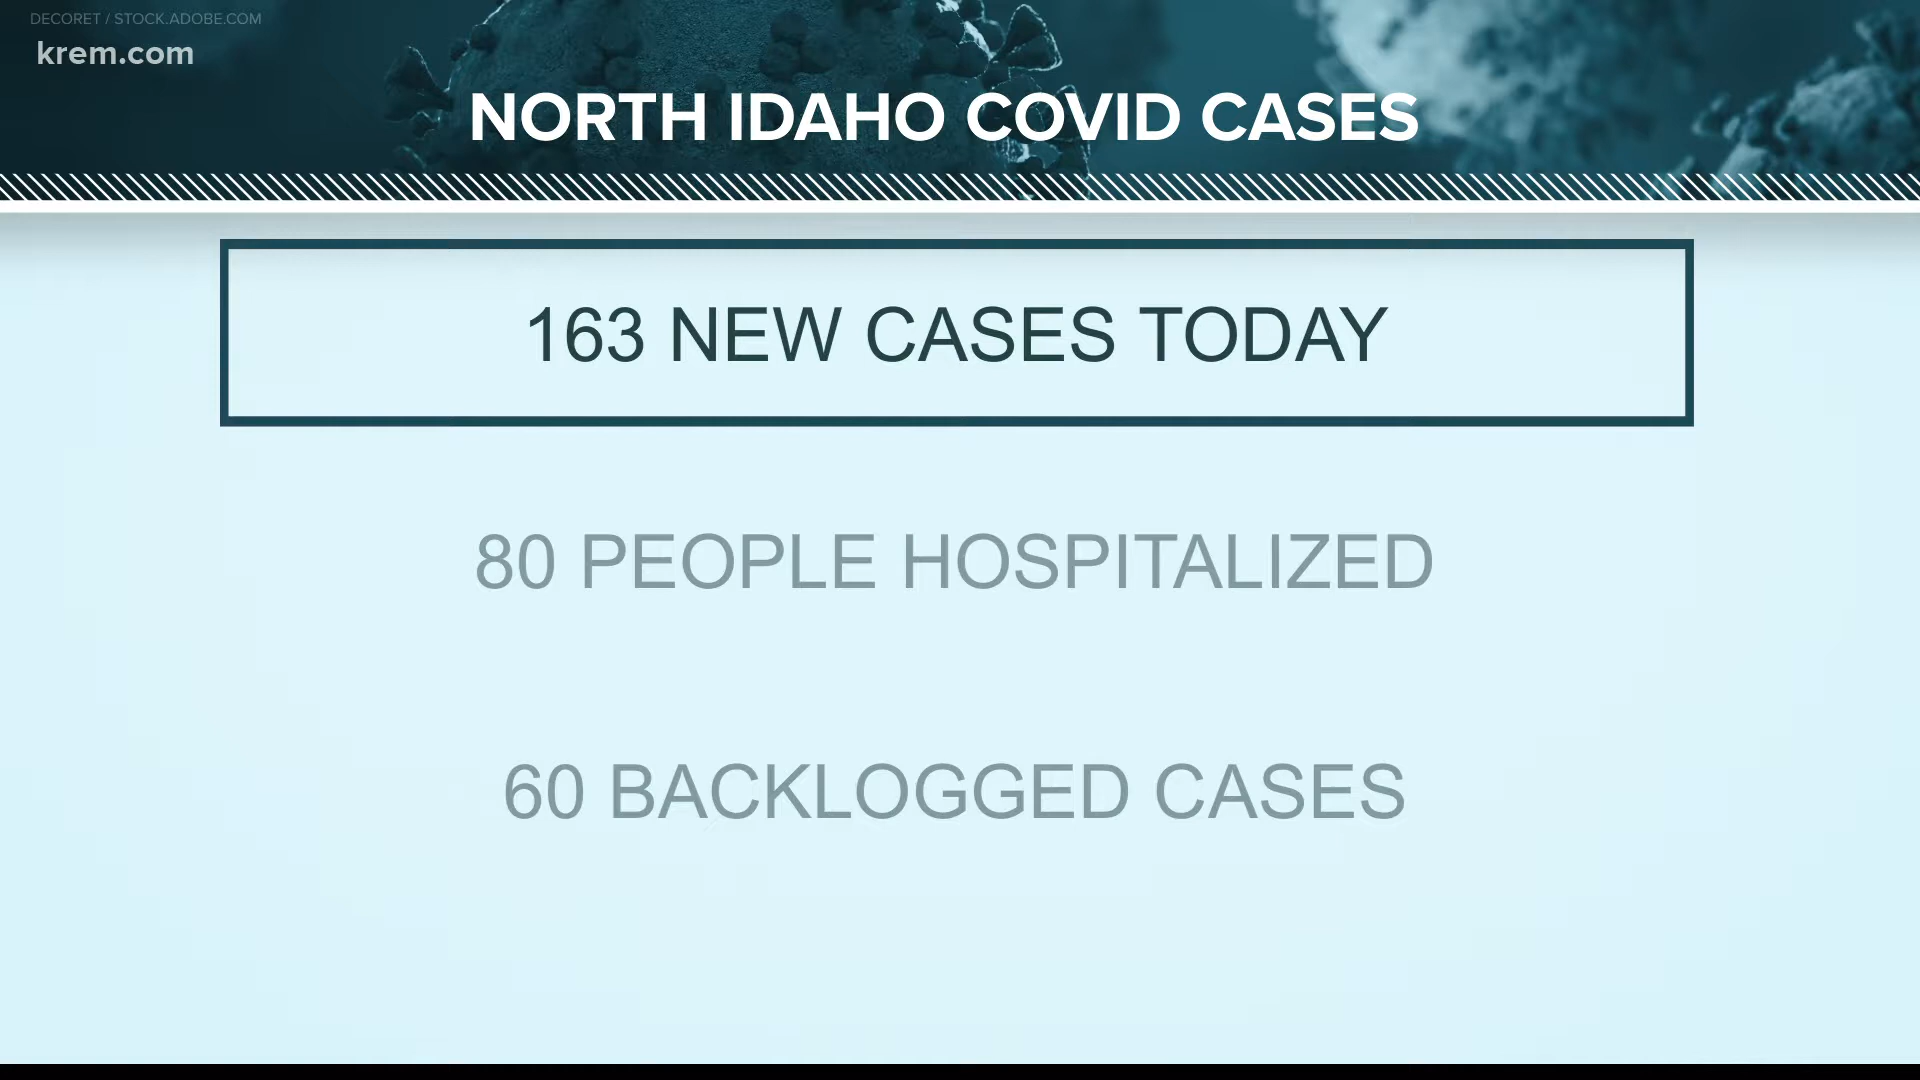 DECORET / STOCK.ADOBE.COM
krem.com
NORTH IDAHO COVID CASES
163 NEW CASES TODAY
80 PEOPLE HOSPITALIZED
60 BACKLOGGED CASES